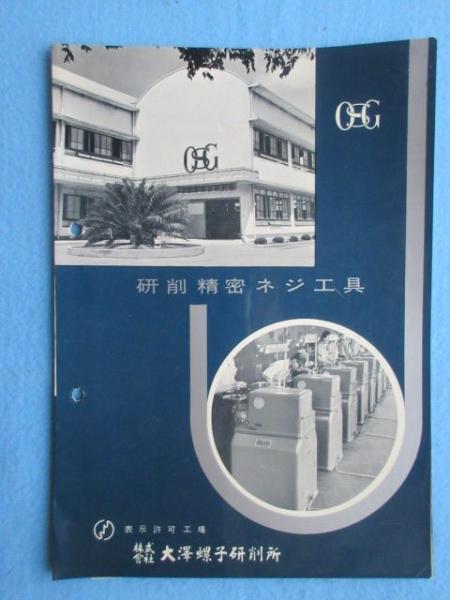 OSG
OSG
研削精密ネジ工具
表示許可工場
株式會社 大澤螺子研削所